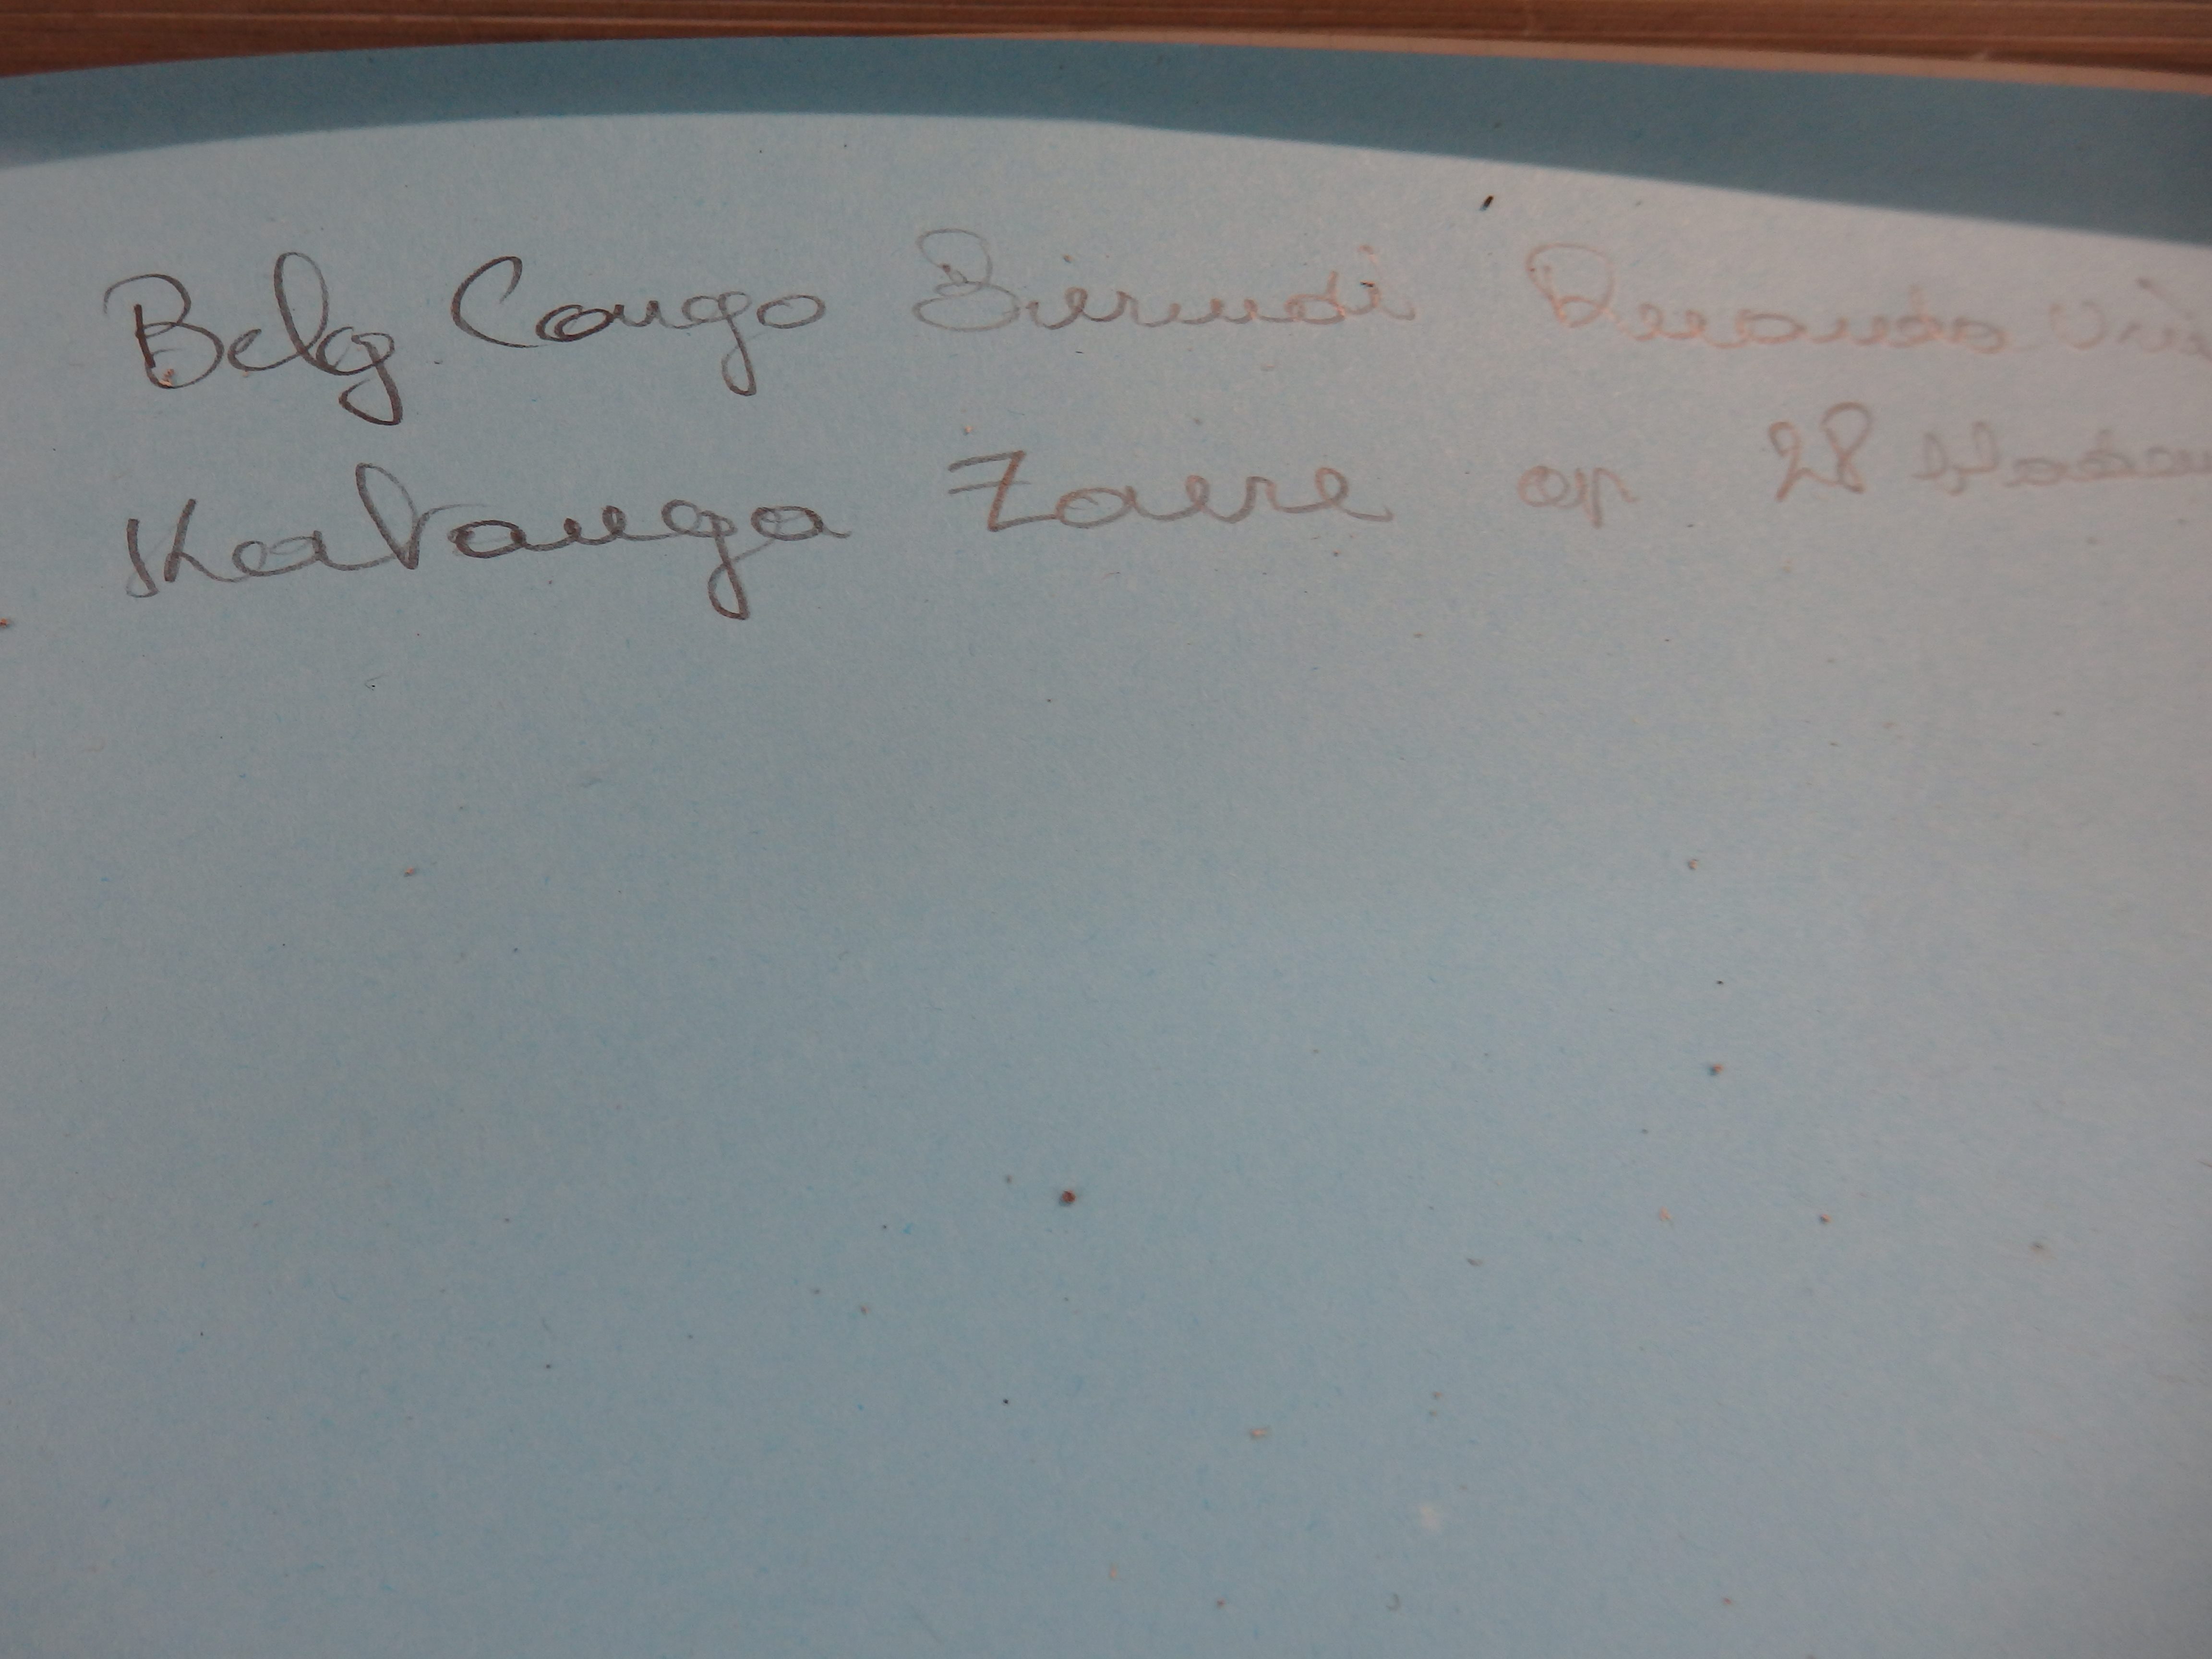 Belg Congo Burundi Ruanda
Katanga Zaire op 28